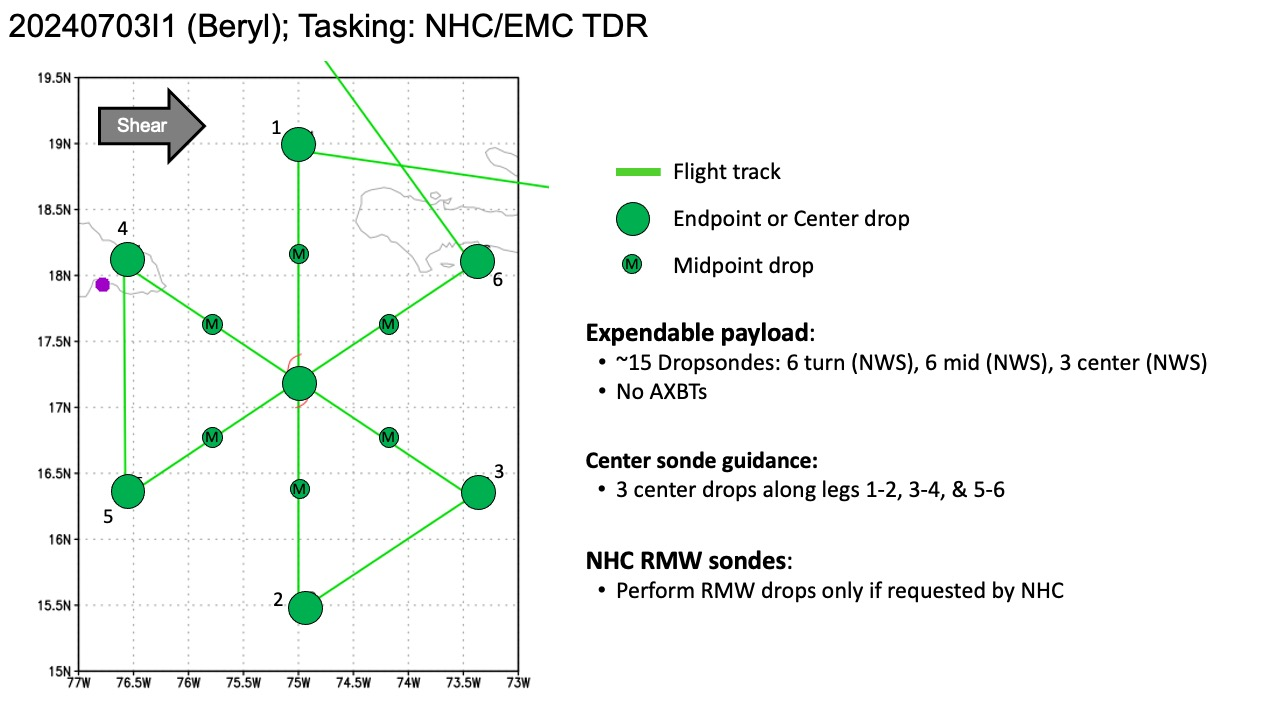 20240703I1 (Beryl); Tasking: NHC/EMC TDR
19.5N
19N
18.5N
18N
17.5N
17N
16.5N
16N
15.5N
15N
77W 76.5W 76W 75.5W 75W 74.5W 74W 73.5W 73W
Shear
1
4
6
M
M
M
M
M
M
3
5
2
Flight track
Endpoint or Center drop
M Midpoint drop
Expendable payload:
• ~15 Dropsondes: 6 turn (NWS), 6 mid (NWS), 3 center (NWS)
• No AXBTs
Center sonde guidance:
• 3 center drops along legs 1-2, 3-4, & 5-6
NHC RMW sondes:
• Perform RMW drops only if requested by NHC